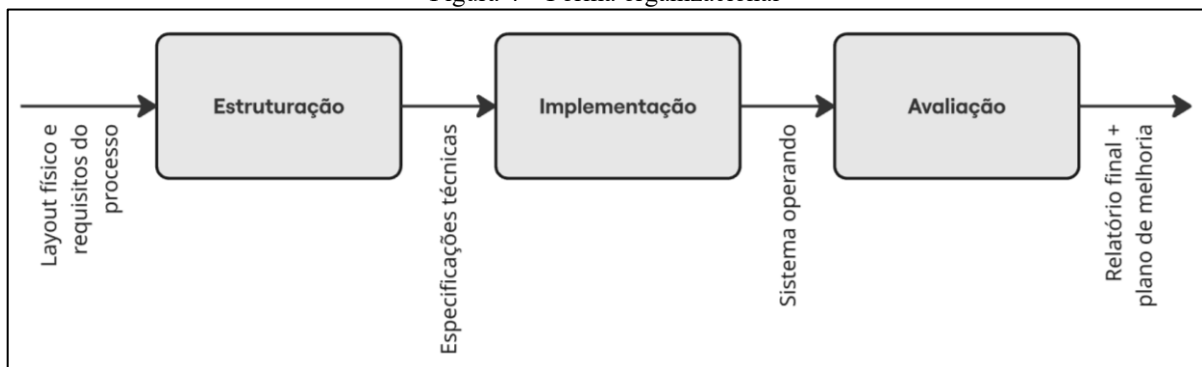 Estruturação
Implementação
Avaliação
Layout físico e
requisitos do
processo
Especificações técnicas
Sistema operando
Relatório final +
plano de melhoria